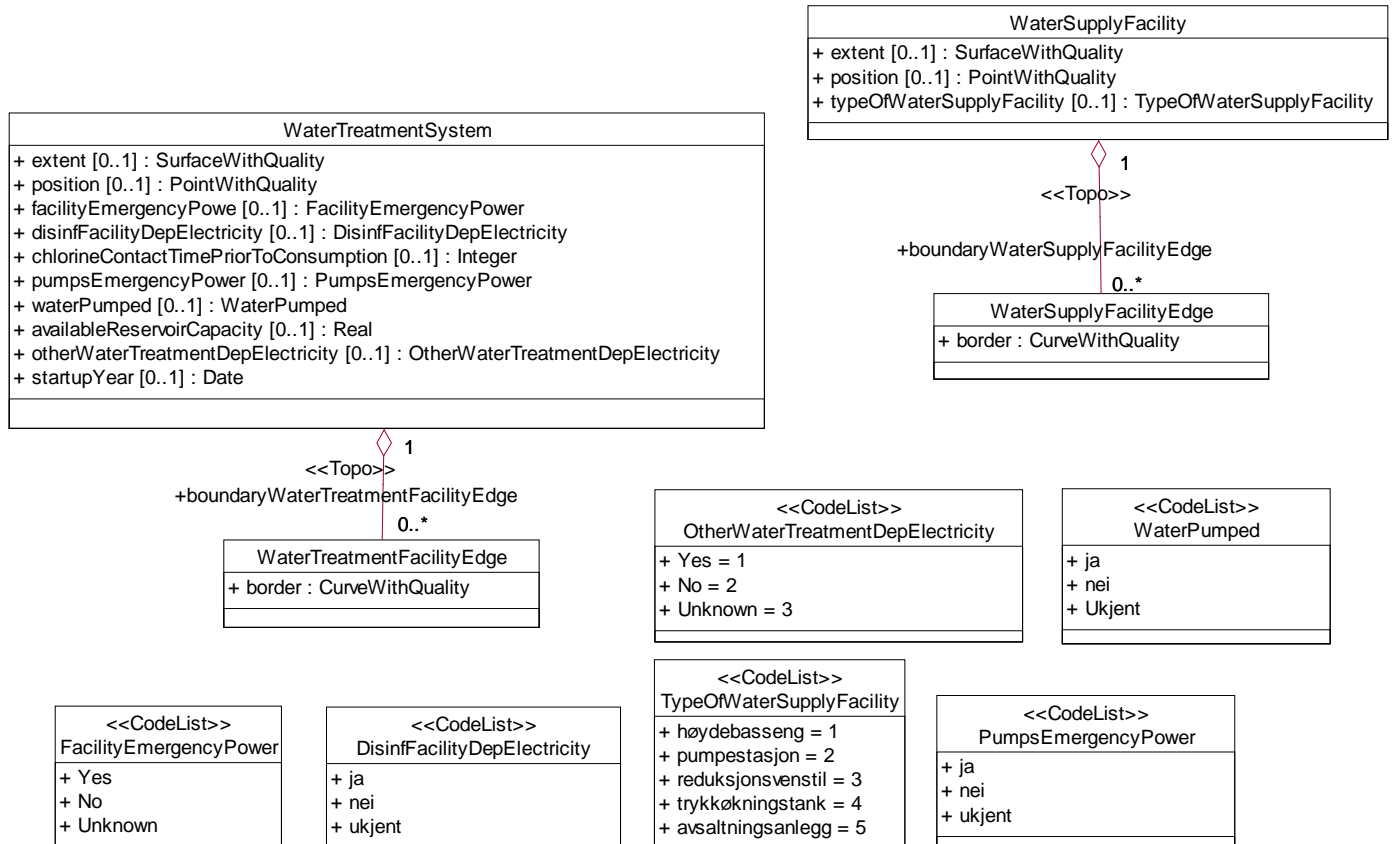 WaterSupplyFacility
+ extent [0..1] : SurfaceWithQuality
+ position [0..1] : PointWithQuality
+ typeOfWaterSupplyFacility [0..1] : TypeOfWaterSupplyFacility
1
<<Topo>>
+boundaryWaterSupplyFacilityEdge
0..*
WaterSupplyFacilityEdge
+ border : CurveWithQuality
WaterTreatmentSystem
+ extent [0..1] : SurfaceWithQuality
+ position [0..1] : PointWithQuality
+ facilityEmergencyPowe [0..1] : FacilityEmergencyPower
+ disinfFacilityDepElectricity [0..1] : DisinfFacilityDepElectricity
+ chlorineContactTimePriorToConsumption [0..1] : Integer
+ pumpsEmergencyPower [0..1] : PumpsEmergencyPower
+ waterPumped [0..1] : WaterPumped
+ availableReservoirCapacity [0..1] : Real
+ otherWaterTreatmentDepElectricity [0..1] : OtherWaterTreatmentDepElectricity
+ startupYear [0..1] : Date
1
<<Topo>>
+boundaryWaterTreatmentFacilityEdge
0..*
WaterTreatmentFacilityEdge
+ border : CurveWithQuality
<<CodeList>>
OtherWaterTreatmentDepElectricity
+ Yes = 1
+ No = 2
+ Unknown = 3
<<CodeList>>
WaterPumped
+ ja
+ nei
+ Ukjent
<<CodeList>>
FacilityEmergencyPower
+ Yes
+ No
+ Unknown
<<CodeList>>
DisinfFacilityDepElectricity
+ ja
+ nei
+ ukjent
<<CodeList>>
TypeOfWaterSupplyFacility
+ høydebasseng = 1
+ pumpestasjon = 2
+ reduksjonsvenstil = 3
+ trykkøkningstank = 4
+ avsaltningsanlegg = 5
<<CodeList>>
PumpsEmergencyPower
+ ja
+ nei
+ ukjent